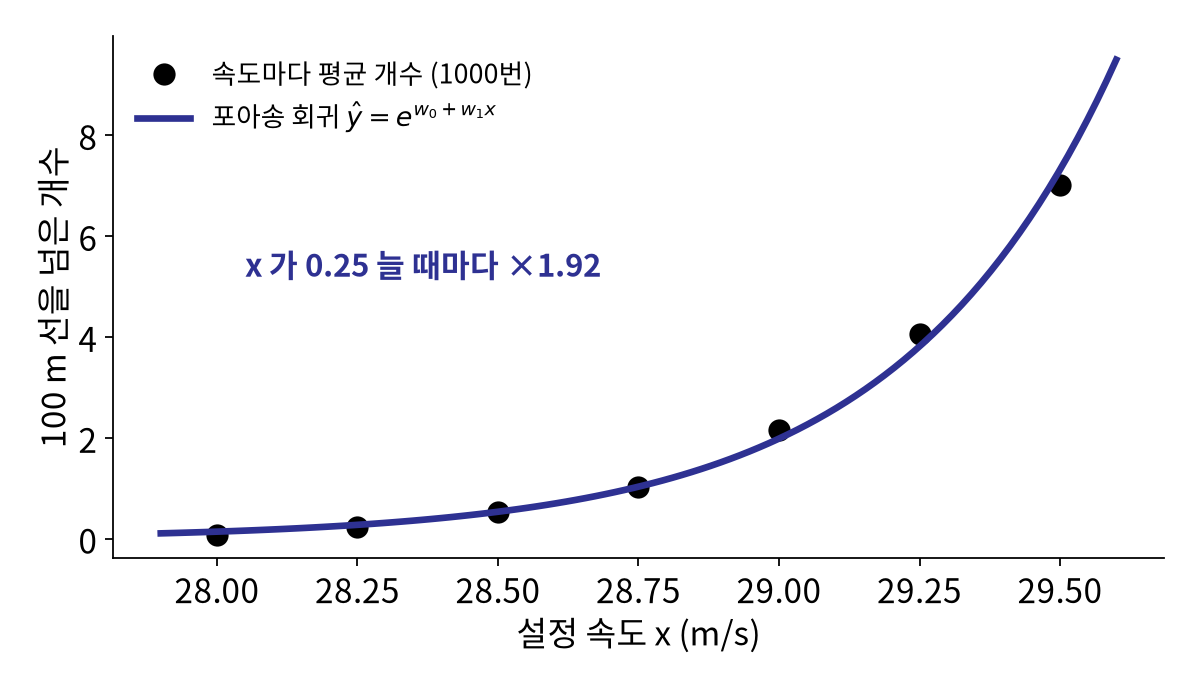 속도마다 평균 개수 (1000번)
포아송 회귀 ŷ = e^{w₀ + w₁x}
x 가 0.25 늘 때마다 ×1.92
100 m 선을 넘은 개수
8
6
4
2
0
28.00 28.25 28.50 28.75 29.00 29.25 29.50
설정 속도 x (m/s)